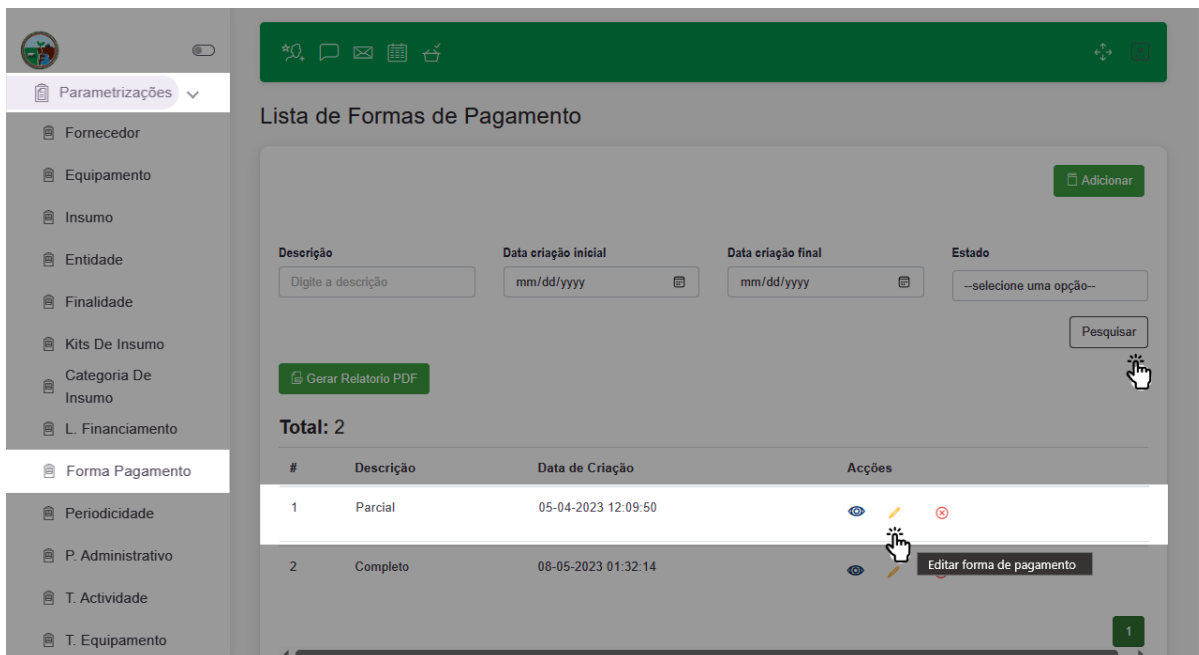 Parametrizações
Fornecedor
Equipamento
Insumo
Entidade
Finalidade
Kits De Insumo
Categoria De
Insumo
L. Financiamento
Forma Pagamento
Periodicidade
P. Administrativo
T. Actividade
T. Equipamento
Lista de Formas de Pagamento
Adicionar
Descrição Data criação inicial Data criação final Estado
Digite a descrição mm/dd/yyyy mm/dd/yyyy --selecione uma opção--
Pesquisar
Gerar Relatorio PDF
Total: 2
# Descrição Data de Criação Acções
1 Parcial 05-04-2023 12:09:50
2 Completo 08-05-2023 01:32:14
Editar forma de pagamento
1